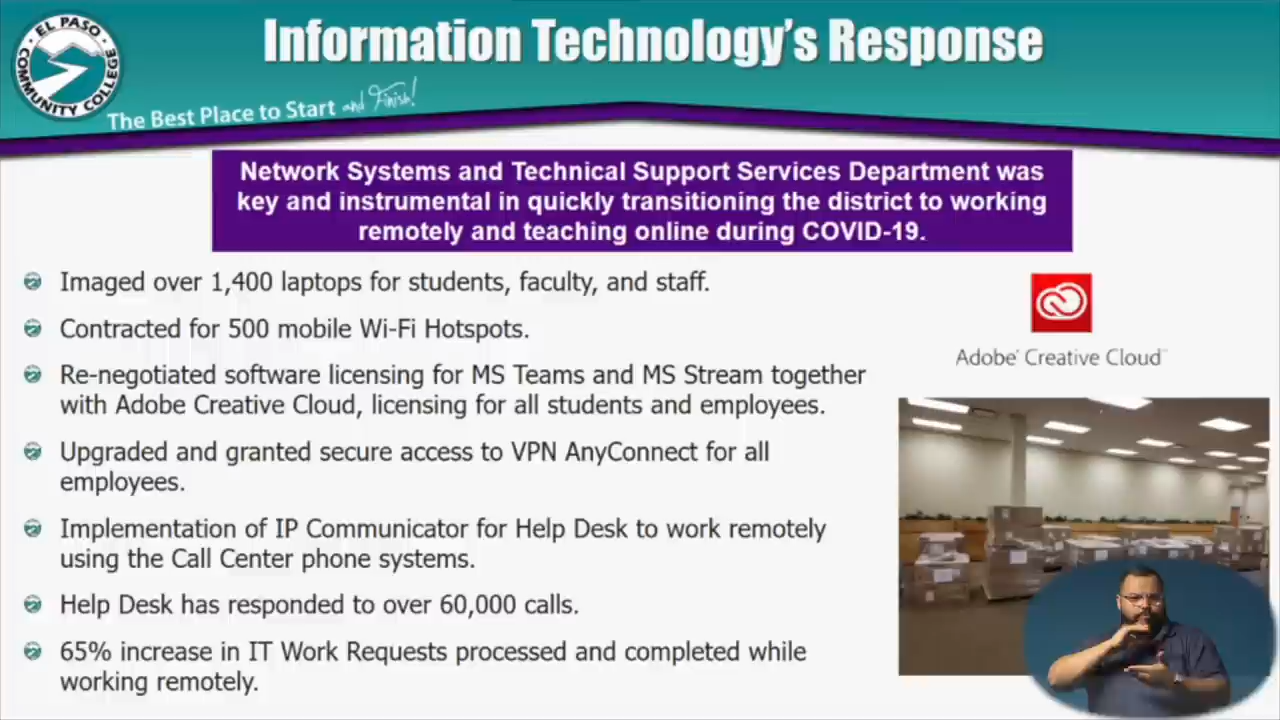 EL PASO
COMMUNITY COLLEGE
Information Technology's Response
The Best Place to Start and Finish!
Network Systems and Technical Support Services Department was
key and instrumental in quickly transitioning the district to working
remotely and teaching online during COVID-19.
Imaged over 1,400 laptops for students, faculty, and staff.
Contracted for 500 mobile Wi-Fi Hotspots.
Re-negotiated software licensing for MS Teams and MS Stream together
with Adobe Creative Cloud, licensing for all students and employees.
Upgraded and granted secure access to VPN AnyConnect for all
employees.
Implementation of IP Communicator for Help Desk to work remotely
using the Call Center phone systems.
Help Desk has responded to over 60,000 calls.
65% increase in IT Work Requests processed and completed while
working remotely.
Adobe® Creative Cloud™